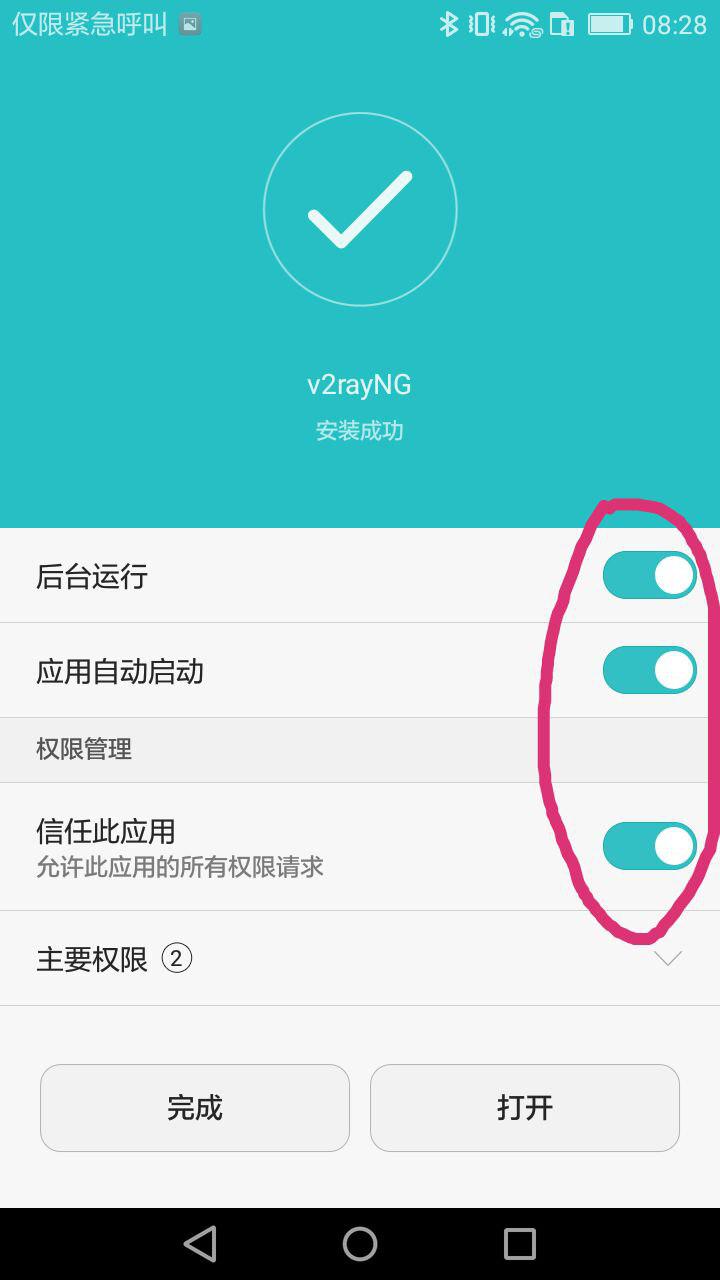 仅限紧急呼叫
08:28
v2rayNG
安装成功
后台运行
应用自动启动
权限管理
信任此应用
允许此应用的所有权限请求
主要权限 ②
完成
打开